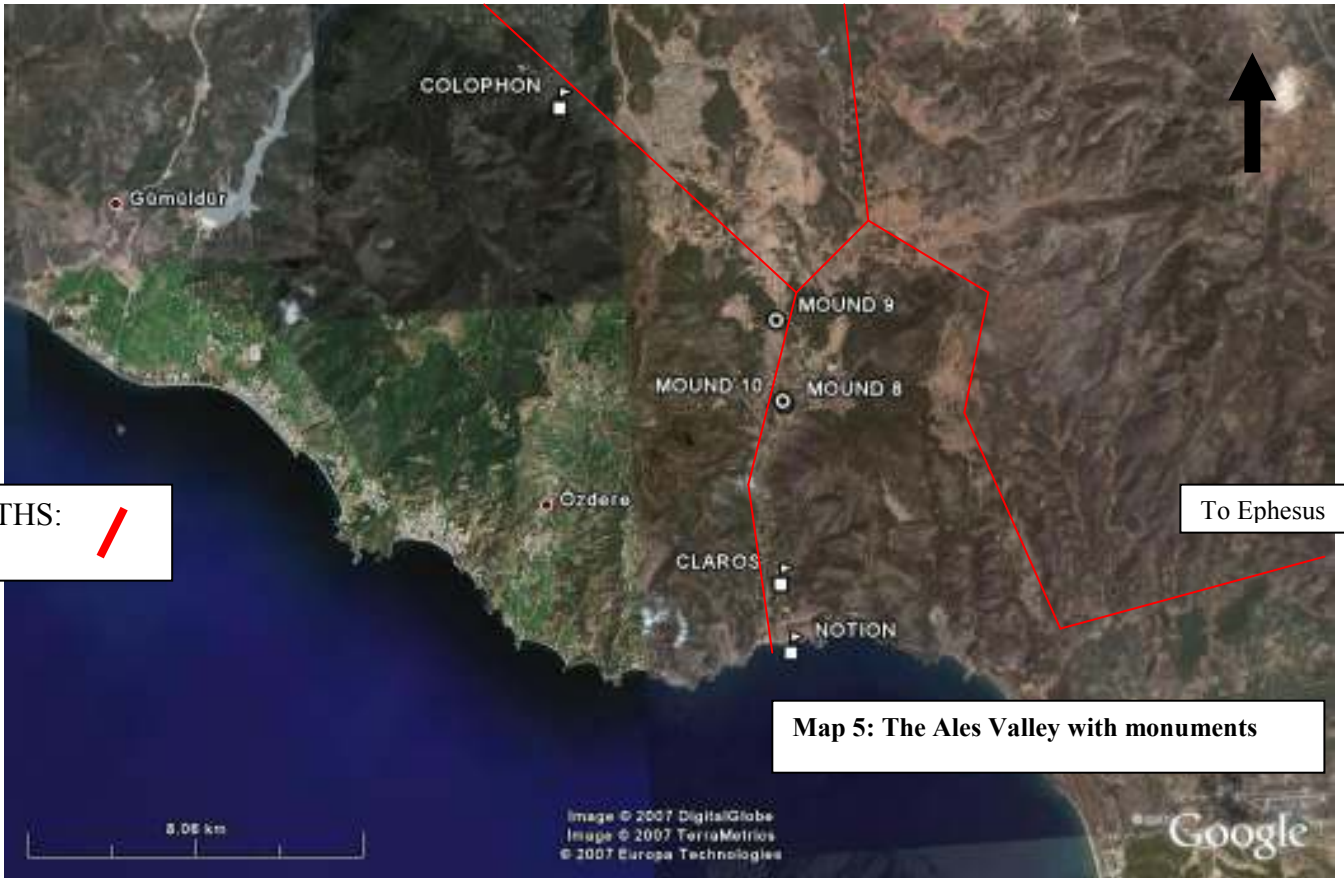 COLOPHON
Gümüldür
MOUND 9
MOUND 10
MOUND 8
THS:
Özdere
To Ephesus
CLAROS
NOTION
Map 5: The Ales Valley with monuments
8.06 km
Image © 2007 DigitalGlobe
Image © 2007 TerraMetrics
© 2007 Europa Technologies
Google